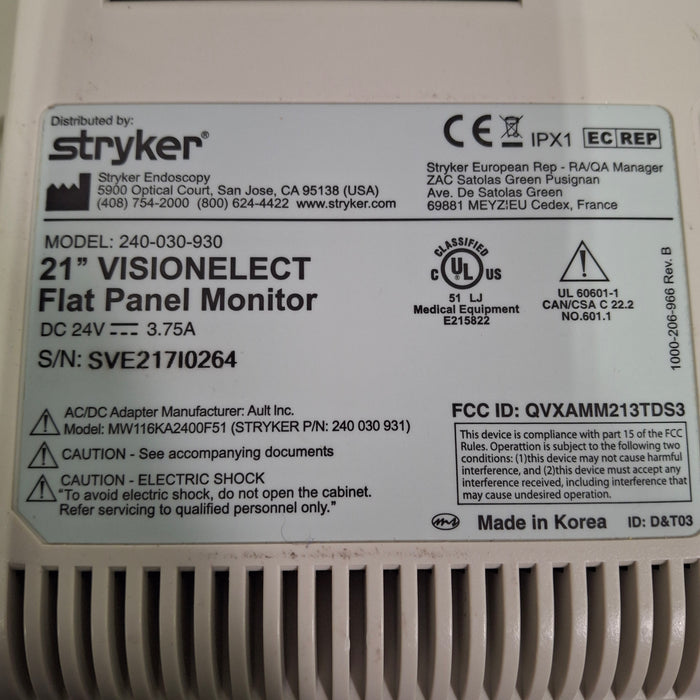 Distributed by:
stryker®
Stryker Endoscopy
5900 Optical Court, San Jose, CA 95138 (USA)
(408) 754-2000 (800) 624-4422 www.stryker.com
CE IPX1 EC REP
Stryker European Rep - RA/QA Manager
ZAC Satolas Green Pusignan
Ave. De Satolas Green
69881 MEYZIEU Cedex, France
MODEL: 240-030-930
21" VISIONELECT
Flat Panel Monitor
DC 24V 3.75A
S/N: SVE217I0264
CLASSIFIED
C UL US
51 LJ
Medical Equipment
E215822
UL 60601-1
CAN/CSA C 22.2
NO.601.1
1000-206-966 Rev. B
AC/DC Adapter Manufacturer: Ault Inc.
Model: MW116KA2400F51 (STRYKER P/N: 240 030 931)
CAUTION - See accompanying documents
CAUTION - ELECTRIC SHOCK
"To avoid electric shock, do not open the cabinet.
Refer servicing to qualified personnel only."
FCC ID: QVXAMM213TDS3
This device is compliance with part 15 of the FCC
Rules. Operattion is subject to the following two
conditions: (1)this device may not cause harmful
interference, and (2)this device must accept any
interference received, including interference that
may cause undesired operation.
Made in Korea ID: D&T03